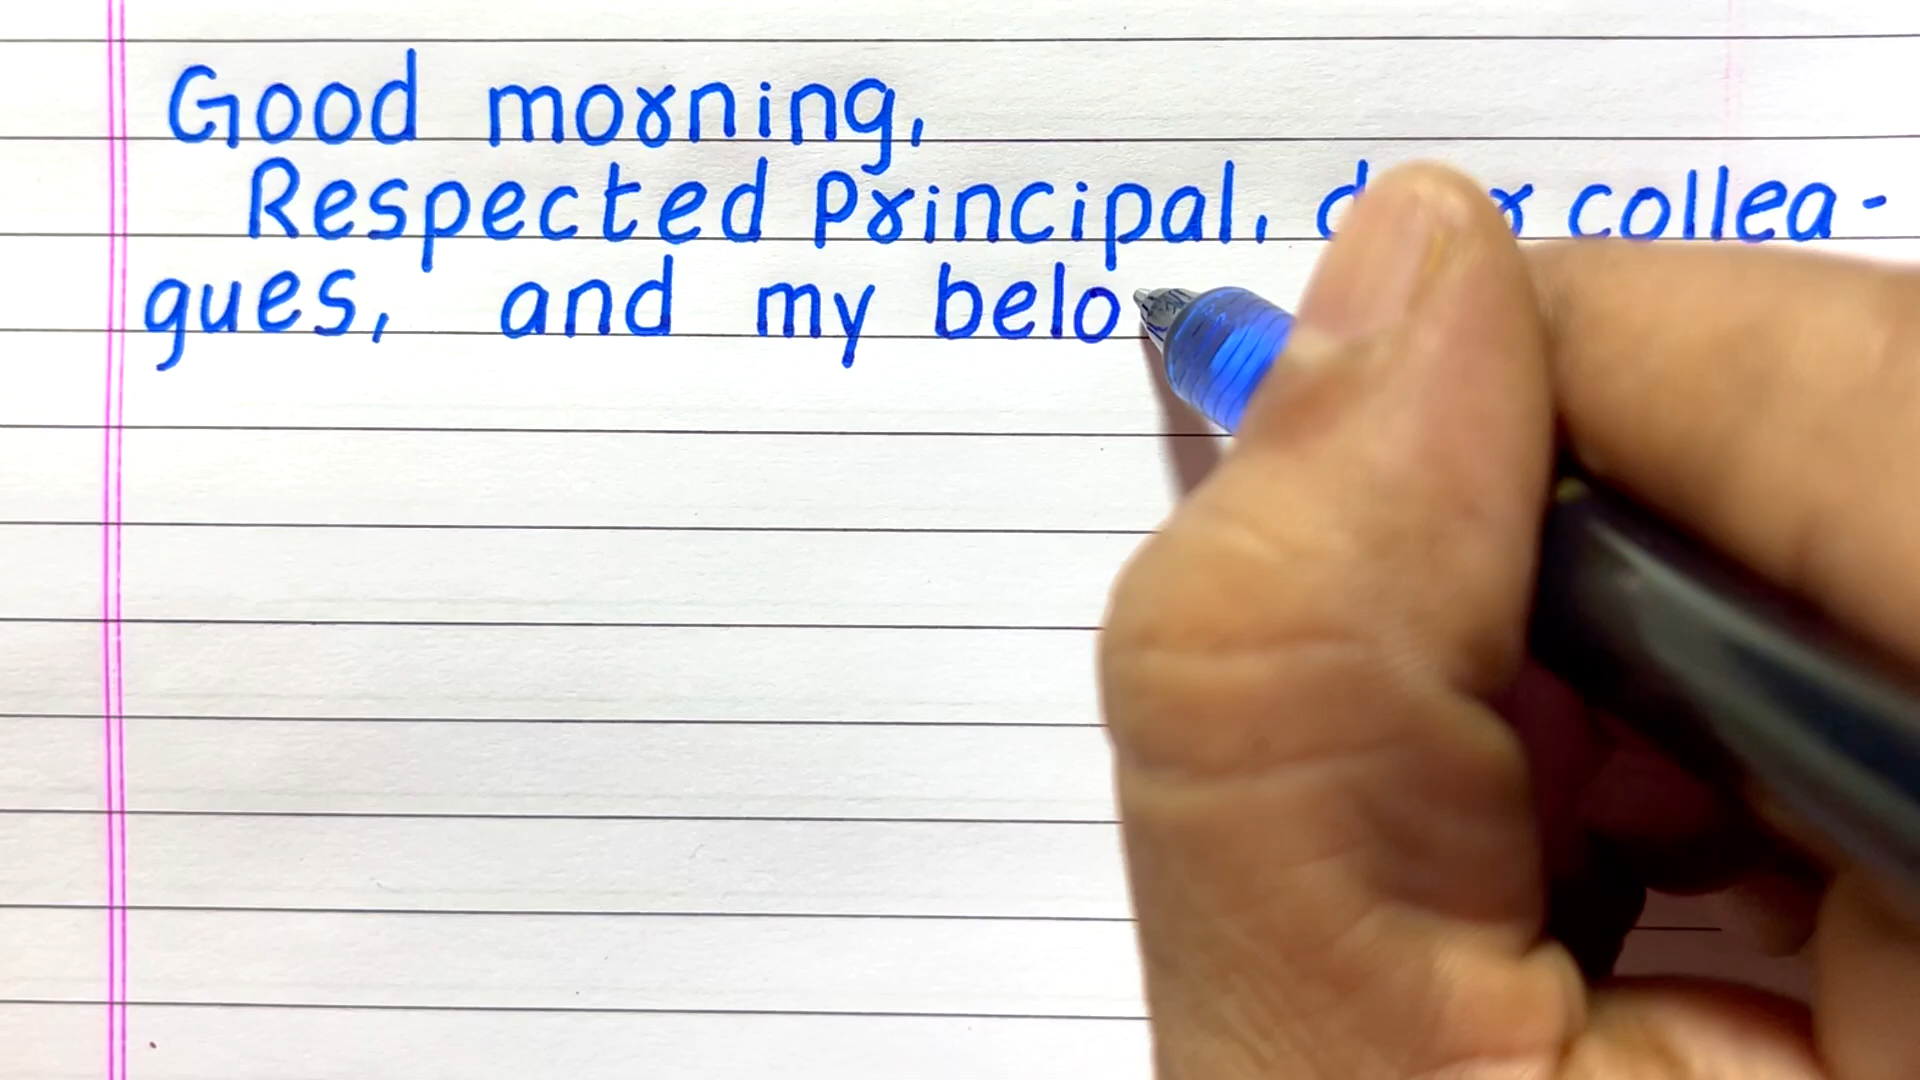 Good morning,
Respected Principal, collea-
gues, and my belo